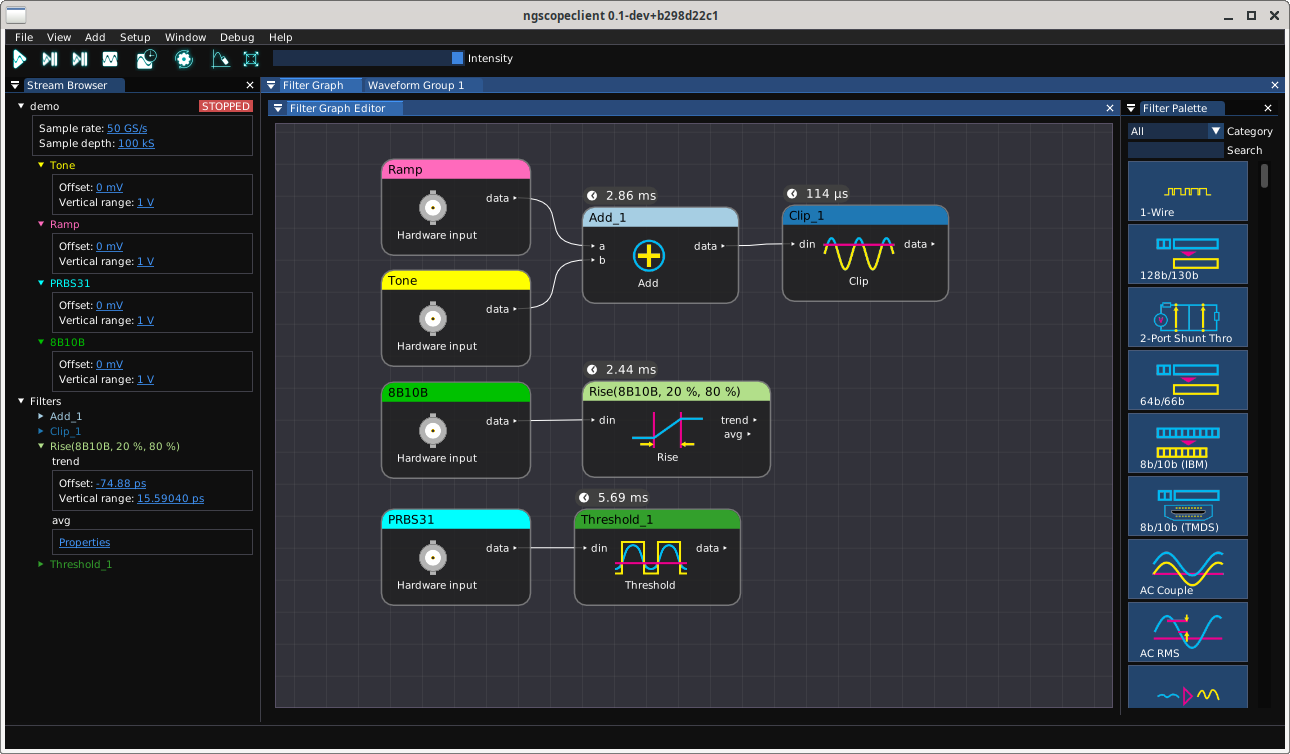 ngscopeclient 0.1-dev+b298d22c1
File View Add Setup Window Debug Help
Intensity
Stream Browser
demo STOPPED
Sample rate: 50 GS/s
Sample depth: 100 kS
Tone
Offset: 0 mV
Vertical range: 1 V
Ramp
Offset: 0 mV
Vertical range: 1 V
PRBS31
Offset: 0 mV
Vertical range: 1 V
8B10B
Offset: 0 mV
Vertical range: 1 V
Filters
Add_1
Clip_1
Rise(8B10B, 20 %, 80 %)
trend
Offset: -74.88 ps
Vertical range: 15.59040 ps
avg
Properties
Threshold_1
Filter Graph Waveform Group 1
Filter Graph Editor
Ramp
data
Hardware input
Tone
data
Hardware input
2.86 ms
Add_1
a data
b
Add
114 µs
Clip_1
din data
Clip
8B10B
data
Hardware input
2.44 ms
Rise(8B10B, 20 %, 80 %)
din trend
avg
Rise
PRBS31
data
Hardware input
5.69 ms
Threshold_1
din data
Threshold
Filter Palette
All Category
Search
1-Wire
128b/130b
2-Port Shunt Thro
64b/66b
8b/10b (IBM)
8b/10b (TMDS)
AC Couple
AC RMS